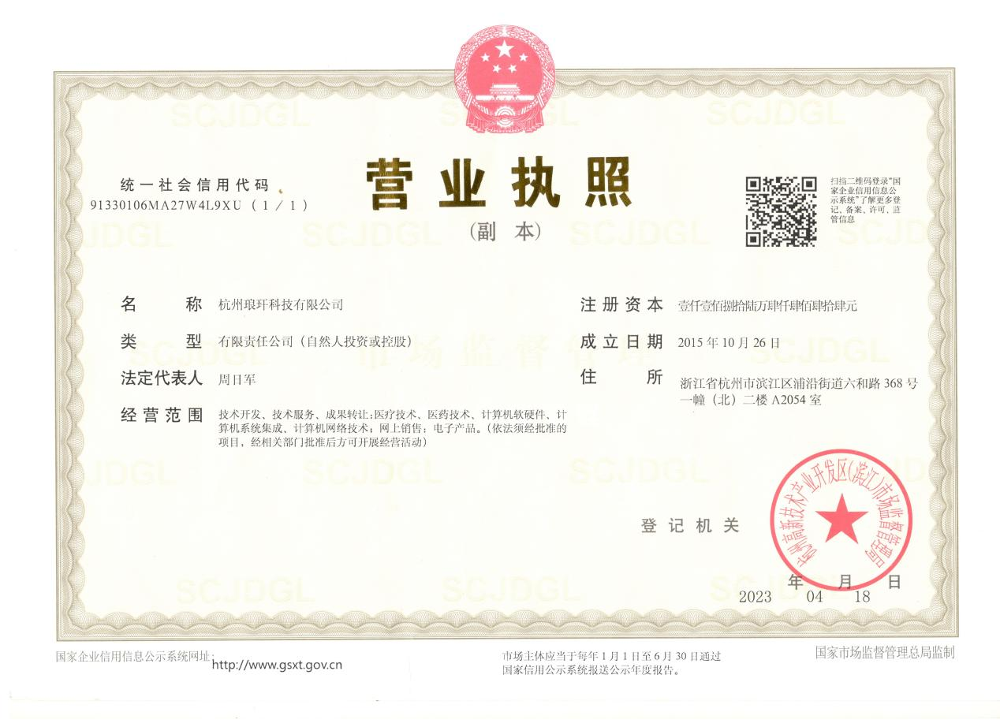 营业执照
(副 本)
统一社会信用代码
91330106MA27W4L9XU(1/1)
扫描二维码登录"国
家企业信用信息公
示系统"了解更多登
记、备案、许可、监
管信息
名 称 杭州琅玕科技有限公司
类 型 有限责任公司(自然人投资或控股)
法定代表人 周日军
经营范围 技术开发、技术服务、成果转让:医疗技术、医药技术、计算机软硬件、计
算机系统集成、计算机网络技术;网上销售:电子产品。(依法须经批准的
项目,经相关部门批准后方可开展经营活动)
注册资本 壹仟壹佰捌拾陆万肆仟肆佰肆拾肆元
成立日期 2015年10月26日
住 所 浙江省杭州市滨江区浦沿街道六和路368号
一幢(北)二楼A2054室
登记机关
杭州高新技术产业开发区(滨江)市场监督管理局
年 月 日
2023 04 18
国家企业信用信息公示系统网址:
http://www.gsxt.gov.cn
市场主体应当于每年1月1日至6月30日通过
国家信用公示系统报送公示年度报告。
国家市场监督管理总局监制
SCJDGL
市场监督管理